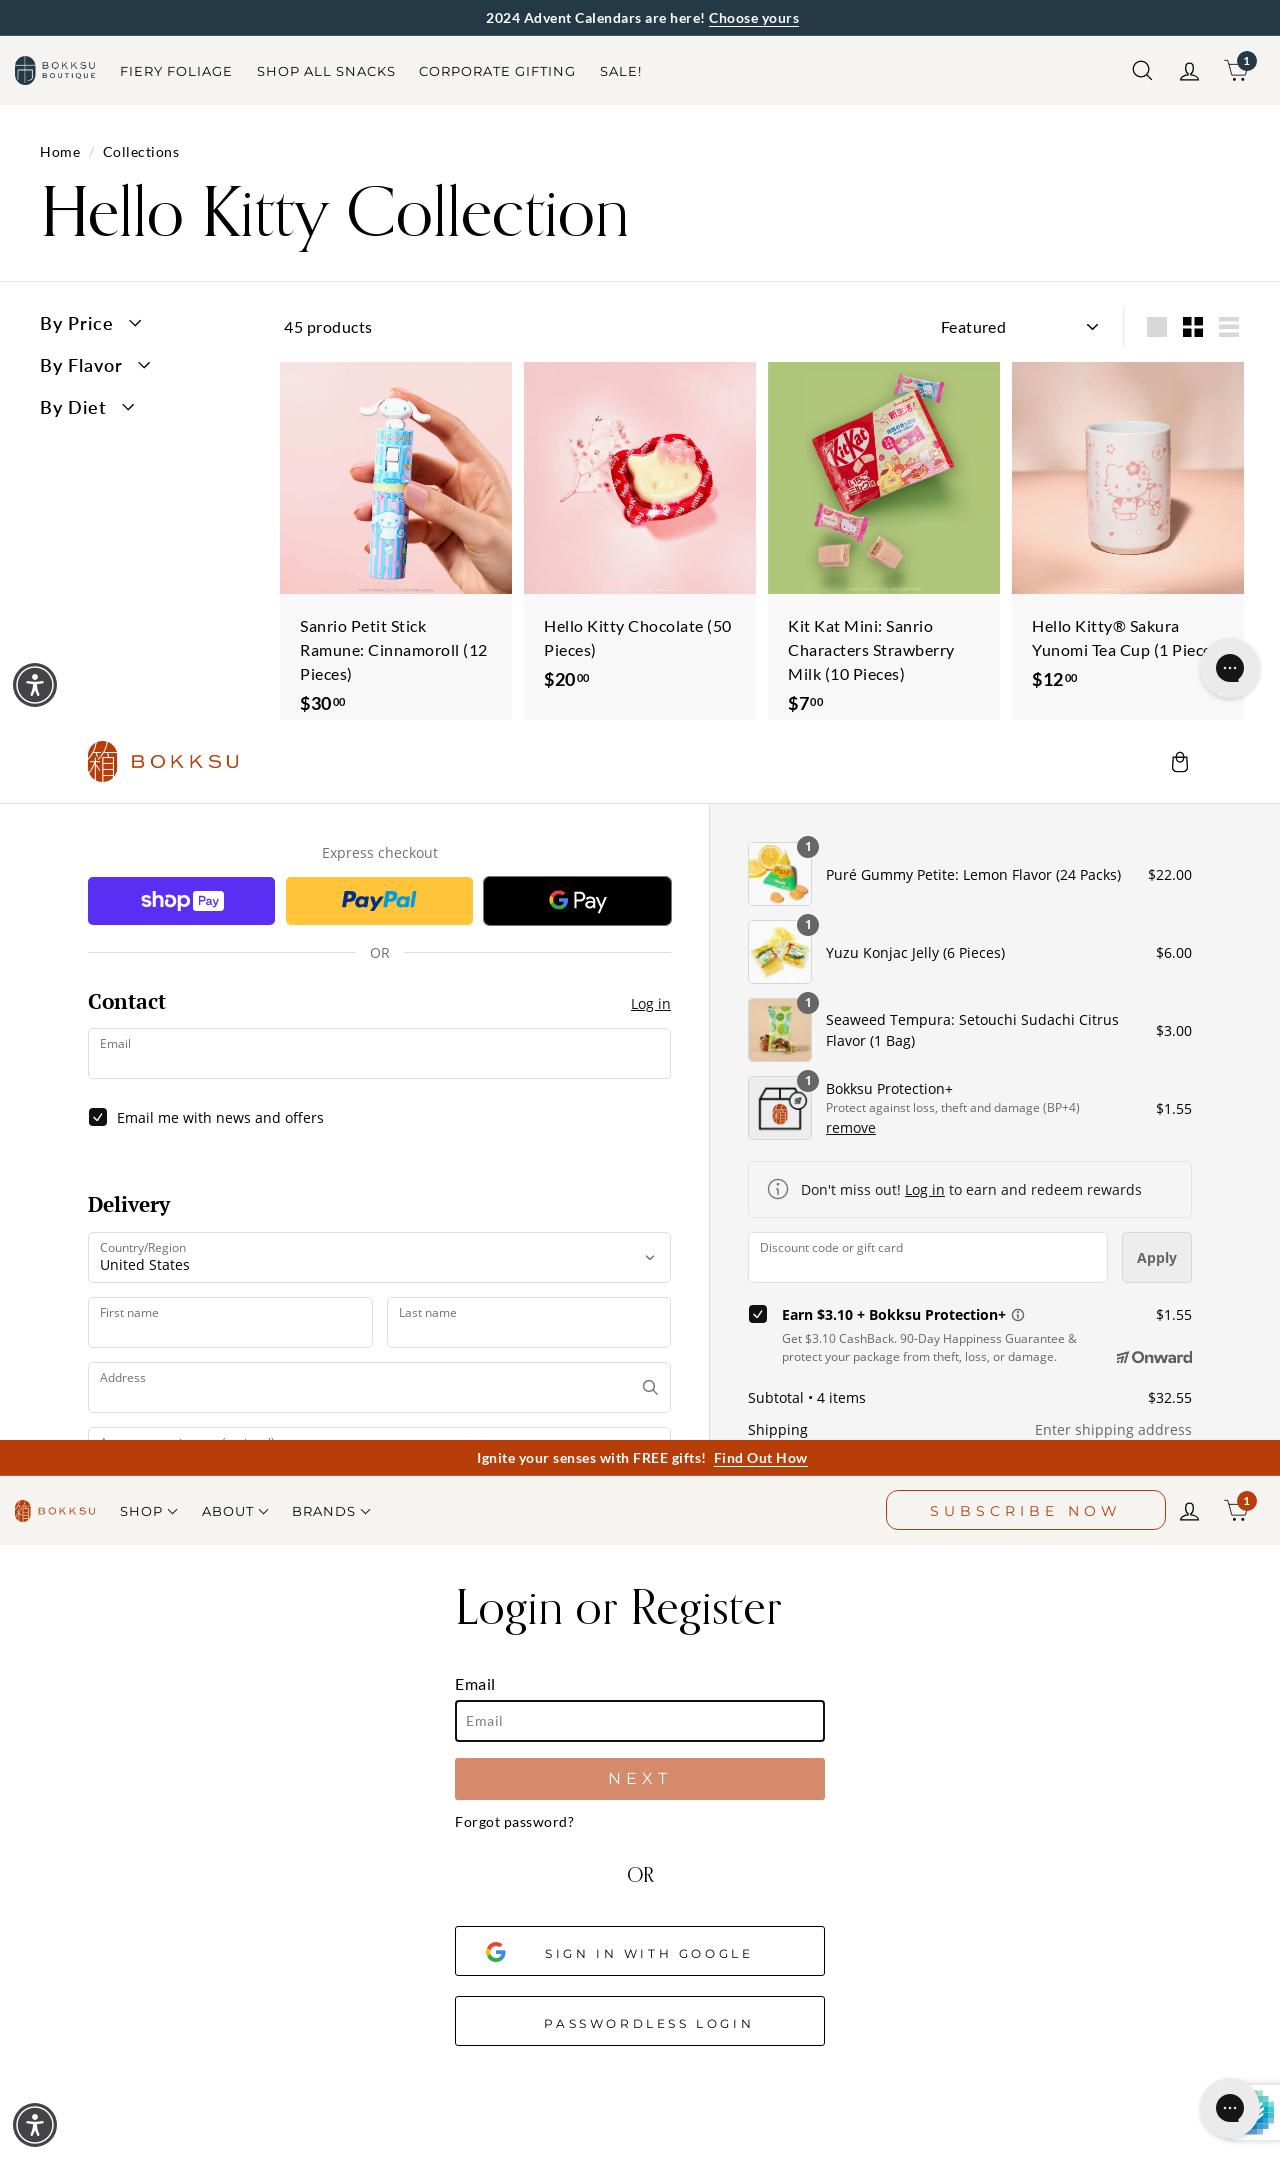 2024 Advent Calendars are here! Choose yours
BOKKSU
BOUTIQUE
FIERY FOLIAGE
SHOP ALL SNACKS
CORPORATE GIFTING
SALE!
1
Home / Collections
Hello Kitty Collection
By Price
By Flavor
By Diet
45 products
Featured
KitKat
Sanrio Petit Stick
Ramune: Cinnamoroll (12
Pieces)
$30 00
Hello Kitty Chocolate (50
Pieces)
$20 00
Kit Kat Mini: Sanrio
Characters Strawberry
Milk (10 Pieces)
$7 00
Hello Kitty® Sakura
Yunomi Tea Cup (1 Piece
$12 00
BOKKSU
Express checkout
shop Pay
PayPal
G Pay
OR
Contact
Log in
Email
Email me with news and offers
Delivery
Country/Region
United States
First name
Last name
Address
1
Puré Gummy Petite: Lemon Flavor (24 Packs)
$22.00
1
Yuzu Konjac Jelly (6 Pieces)
$6.00
1
Seaweed Tempura: Setouchi Sudachi Citrus
Flavor (1 Bag)
$3.00
1
Bokksu Protection+
Protect against loss, theft and damage (BP+4)
remove
$1.55
Don't miss out! Log in to earn and redeem rewards
Discount code or gift card
Apply
Earn $3.10 + Bokksu Protection+
$1.55
Get $3.10 CashBack. 90-Day Happiness Guarantee &
protect your package from theft, loss, or damage.
Onward
Subtotal • 4 items
$32.55
Shipping
Enter shipping address
Ignite your senses with FREE gifts! Find Out How
BOKKSU
SHOP
ABOUT
BRANDS
SUBSCRIBE NOW
1
Login or Register
Email
Email
NEXT
Forgot password?
OR
SIGN IN WITH GOOGLE
PASSWORDLESS LOGIN